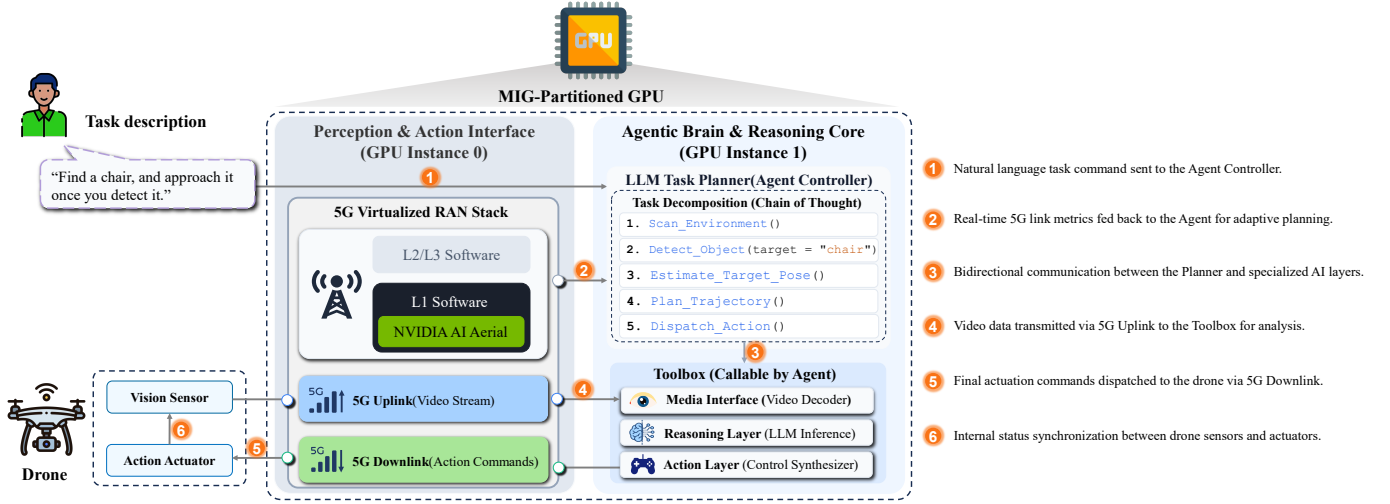 GPU
MIG-Partitioned GPU
Task description
“Find a chair, and approach it
once you detect it.”
Perception & Action Interface
(GPU Instance 0)
1
5G Virtualized RAN Stack
L2/L3 Software
L1 Software
NVIDIA AI Aerial
2
5G
5G Uplink(Video Stream)
4
5G
5G Downlink(Action Commands)
5
Vision Sensor
6
Action Actuator
Drone
Agentic Brain & Reasoning Core
(GPU Instance 1)
LLM Task Planner(Agent Controller)
Task Decomposition (Chain of Thought)
1. Scan_Environment()
2. Detect_Object(target = "chair")
3. Estimate_Target_Pose()
4. Plan_Trajectory()
5. Dispatch_Action()
3
Toolbox (Callable by Agent)
Media Interface (Video Decoder)
Reasoning Layer (LLM Inference)
Action Layer (Control Synthesizer)
1 Natural language task command sent to the Agent Controller.
2 Real-time 5G link metrics fed back to the Agent for adaptive planning.
3 Bidirectional communication between the Planner and specialized AI layers.
4 Video data transmitted via 5G Uplink to the Toolbox for analysis.
5 Final actuation commands dispatched to the drone via 5G Downlink.
6 Internal status synchronization between drone sensors and actuators.